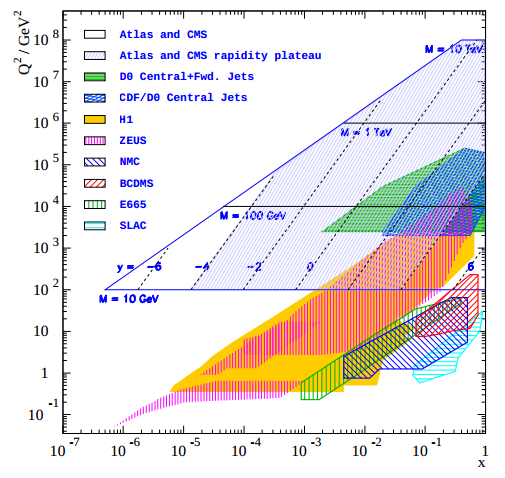 Q² / GeV²
10⁸
10⁷
10⁶
10⁵
10⁴
10³
10²
10
1
10⁻¹
Atlas and CMS
Atlas and CMS rapidity plateau
D0 Central+Fwd. Jets
CDF/D0 Central Jets
H1
ZEUS
NMC
BCDMS
E665
SLAC
M = 10 TeV
M = 1 TeV
M = 100 GeV
y = −6 −4 −2 0 6
M = 10 GeV
10⁻⁷ 10⁻⁶ 10⁻⁵ 10⁻⁴ 10⁻³ 10⁻² 10⁻¹ 1
x